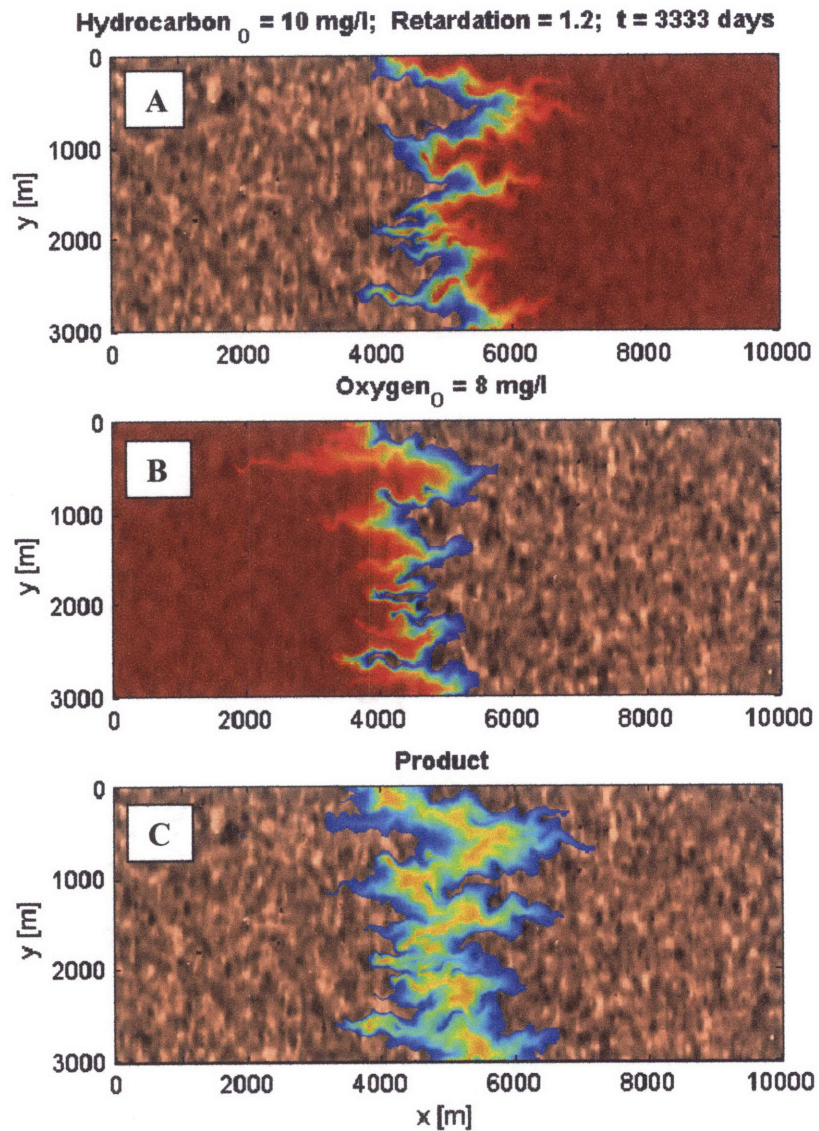 Hydrocarbon 0 = 10 mg/l; Retardation = 1.2; t = 3333 days
A
0
1000
2000
3000
y [m]
0 2000 4000 6000 8000 10000
Oxygen0 = 8 mg/l
B
0
1000
2000
3000
y [m]
0 2000 4000 6000 8000 10000
Product
C
0
1000
2000
3000
y [m]
0 2000 4000 6000 8000 10000
x [m]